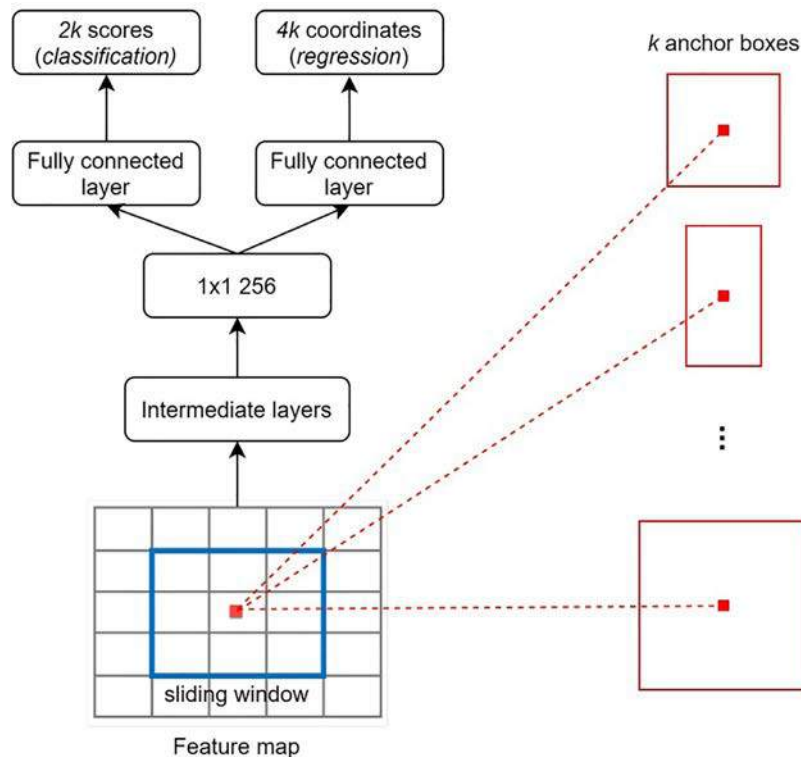 2k scores
(classification)
4k coordinates
(regression)
k anchor boxes
Fully connected
layer
Fully connected
layer
1x1 256
Intermediate layers
...
sliding window
Feature map